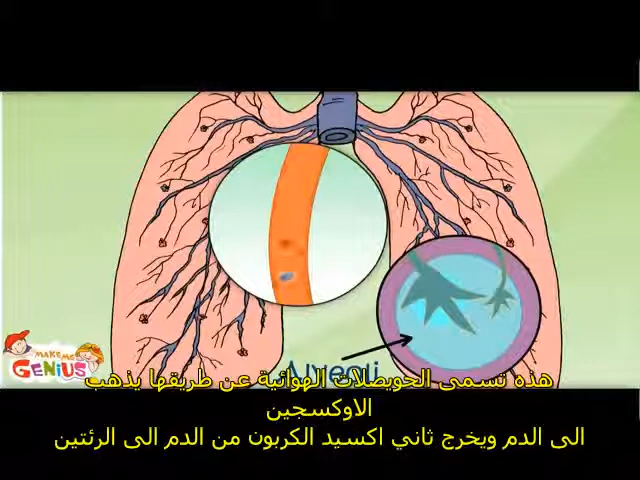 MAKE ME
GENIUS
Alveoli
هذه تسمى الحويصلات الهوائية عن طريقها يذهب
الاوكسجين
الى الدم ويخرج ثاني اكسيد الكربون من الدم الى الرئتين